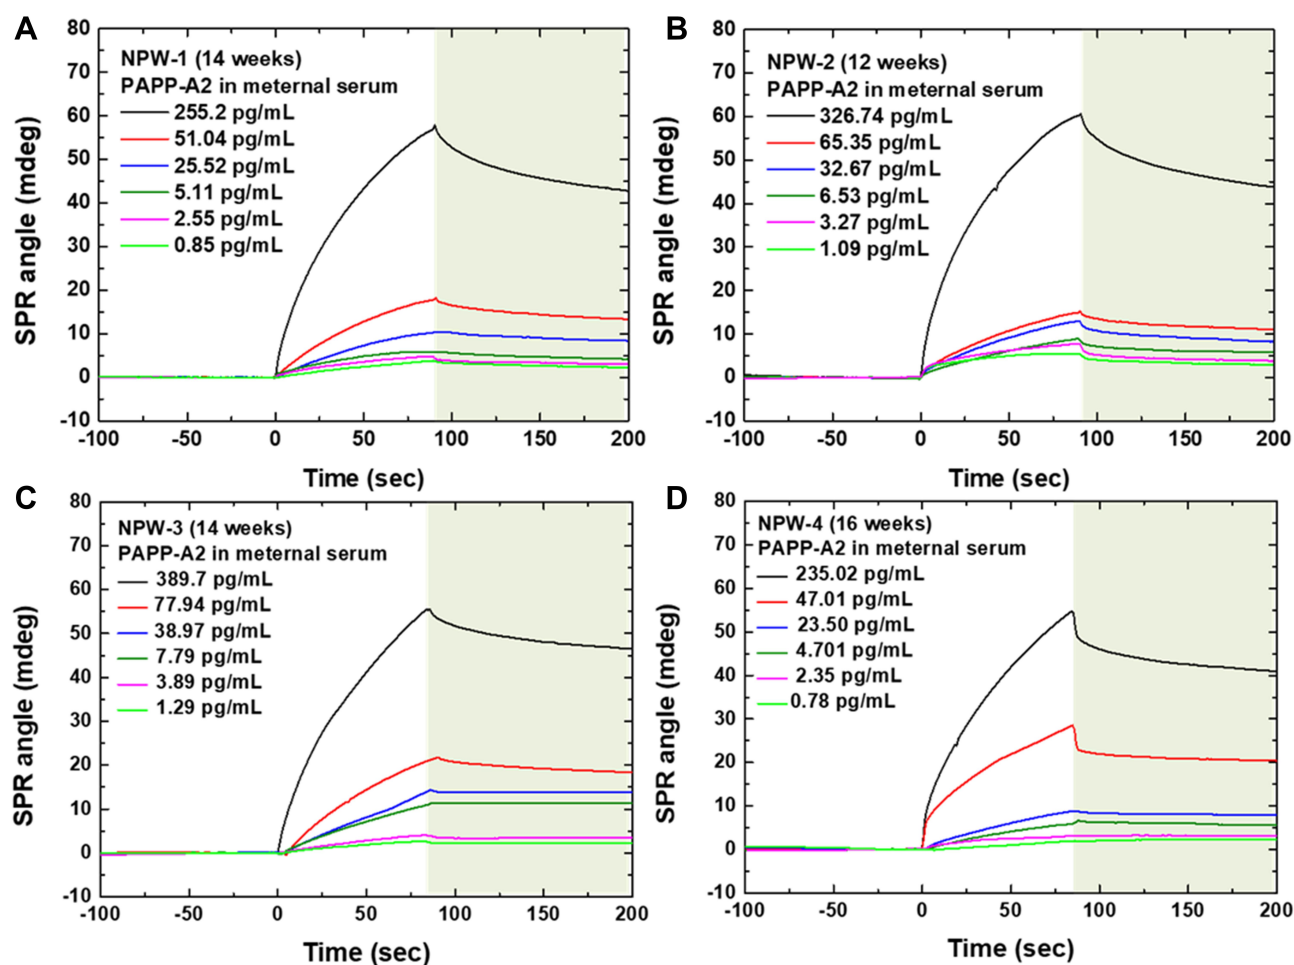 A
NPW-1 (14 weeks)
PAPP-A2 in meternal serum
255.2 pg/mL
51.04 pg/mL
25.52 pg/mL
5.11 pg/mL
2.55 pg/mL
0.85 pg/mL
80
70
60
50
40
30
20
10
0
-10
-100
-50
0
50
100
150
200
SPR angle (mdeg)
Time (sec)
B
NPW-2 (12 weeks)
PAPP-A2 in meternal serum
326.74 pg/mL
65.35 pg/mL
32.67 pg/mL
6.53 pg/mL
3.27 pg/mL
1.09 pg/mL
80
70
60
50
40
30
20
10
0
-10
-100
-50
0
50
100
150
200
SPR angle (mdeg)
Time (sec)
C
NPW-3 (14 weeks)
PAPP-A2 in meternal serum
389.7 pg/mL
77.94 pg/mL
38.97 pg/mL
7.79 pg/mL
3.89 pg/mL
1.29 pg/mL
80
70
60
50
40
30
20
10
0
-10
-100
-50
0
50
100
150
200
SPR angle (mdeg)
Time (sec)
D
NPW-4 (16 weeks)
PAPP-A2 in meternal serum
235.02 pg/mL
47.01 pg/mL
23.50 pg/mL
4.701 pg/mL
2.35 pg/mL
0.78 pg/mL
80
70
60
50
40
30
20
10
0
-10
-100
-50
0
50
100
150
200
SPR angle (mdeg)
Time (sec)